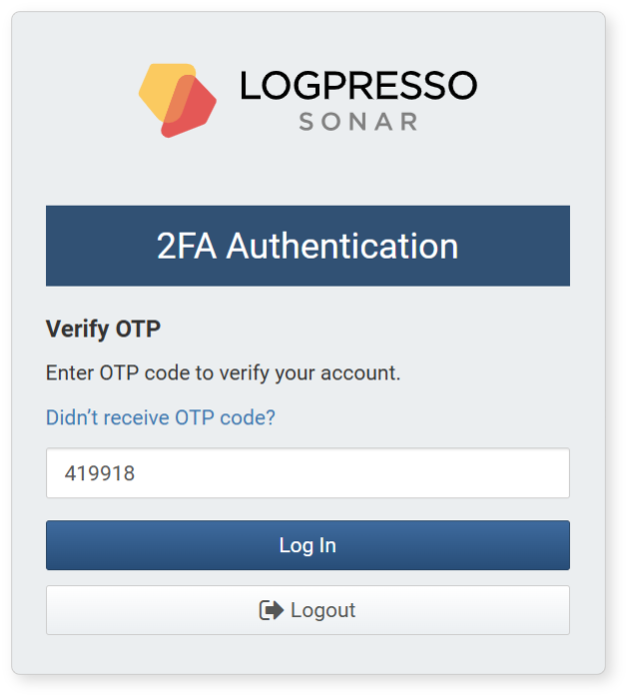 LOGPRESSO
SONAR
2FA Authentication
Verify OTP
Enter OTP code to verify your account.
Didn’t receive OTP code?
419918
Log In
Logout